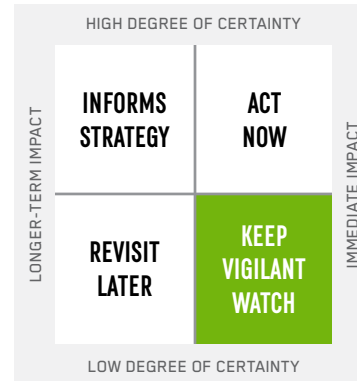 HIGH DEGREE OF CERTAINTY
LONGER-TERM IMPACT
INFORMS
STRATEGY
ACT
NOW
IMMEDIATE IMPACT
REVISIT
LATER
KEEP
VIGILANT
WATCH
LOW DEGREE OF CERTAINTY